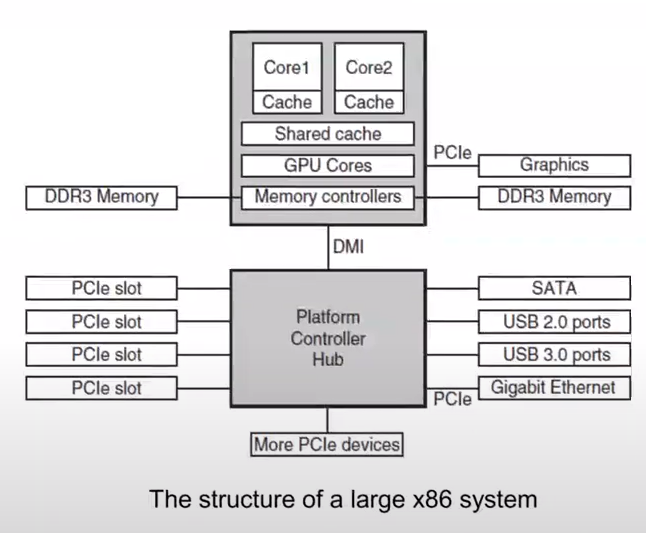 Core1
Core2
Cache
Cache
Shared cache
GPU Cores
PCIe
Graphics
DDR3 Memory
Memory controllers
DDR3 Memory
DMI
PCIe slot
PCIe slot
PCIe slot
PCIe slot
Platform
Controller
Hub
SATA
USB 2.0 ports
USB 3.0 ports
Gigabit Ethernet
PCIe
More PCIe devices
The structure of a large x86 system